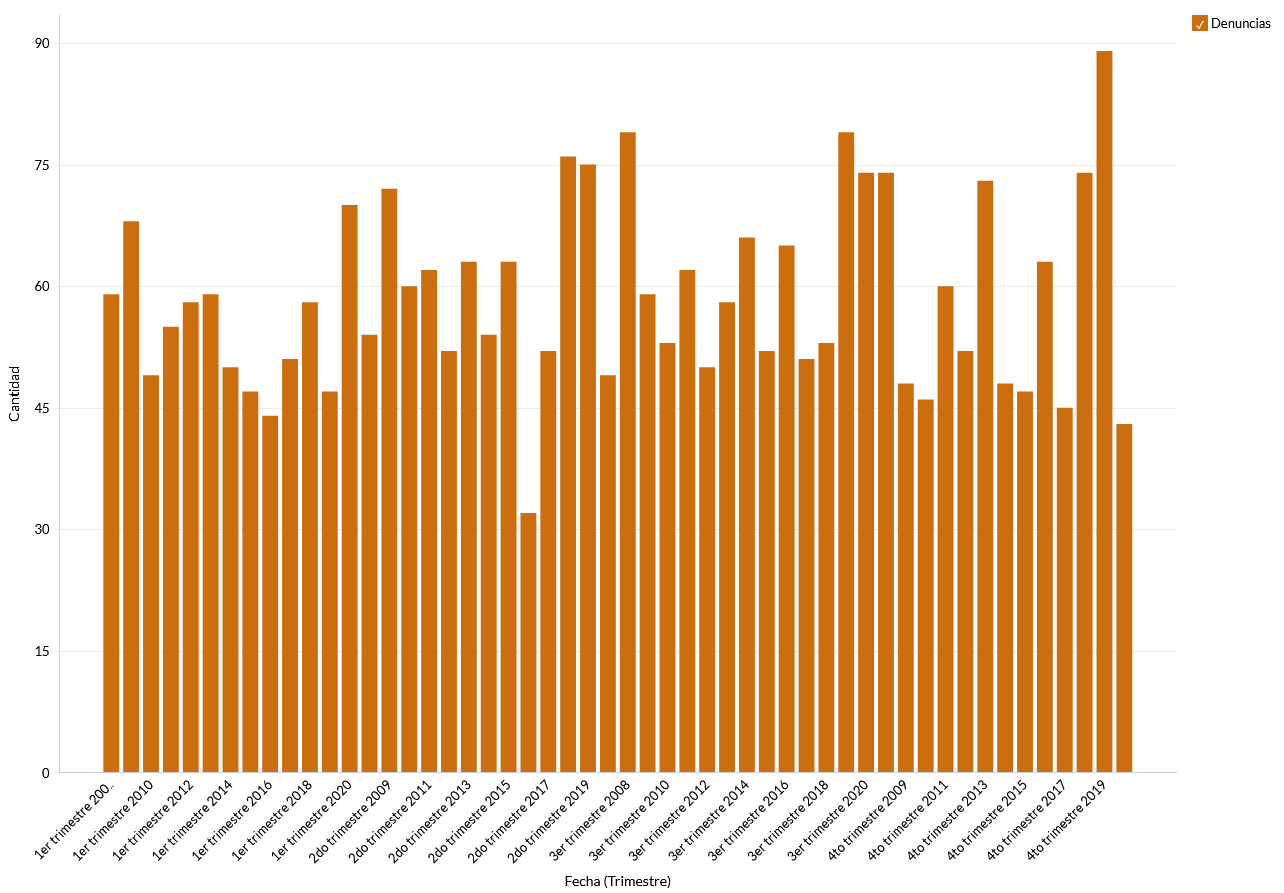 Denuncias
90
75
60
45
30
15
0
Cantidad
1er trimestre 200..
1er trimestre 2010
1er trimestre 2012
1er trimestre 2014
1er trimestre 2016
1er trimestre 2018
1er trimestre 2020
2do trimestre 2009
2do trimestre 2011
2do trimestre 2013
2do trimestre 2015
2do trimestre 2017
2do trimestre 2019
3er trimestre 2008
3er trimestre 2010
3er trimestre 2012
3er trimestre 2014
3er trimestre 2016
3er trimestre 2018
3er trimestre 2020
4to trimestre 2009
4to trimestre 2011
4to trimestre 2013
4to trimestre 2015
4to trimestre 2017
4to trimestre 2019
Fecha (Trimestre)